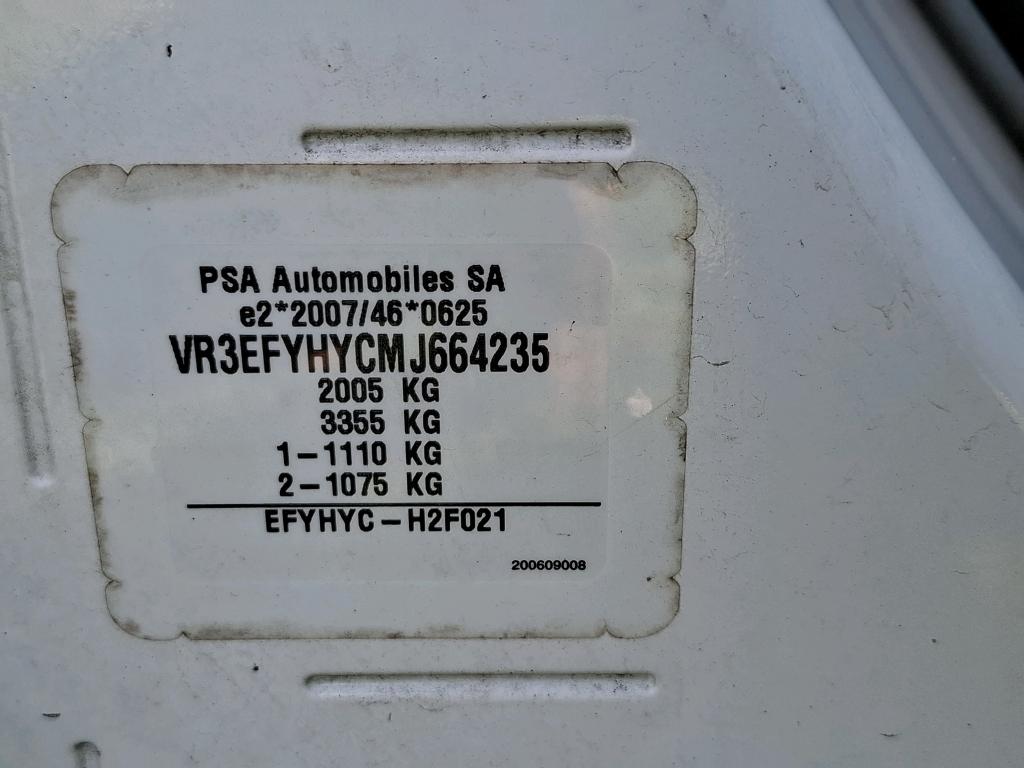 PSA Automobiles SA
e2*2007/46*0625
VR3EFYHYCMJ664235
2005 KG
3355 KG
1-1110 KG
2-1075 KG
EFYHYC-H2F021
200609008